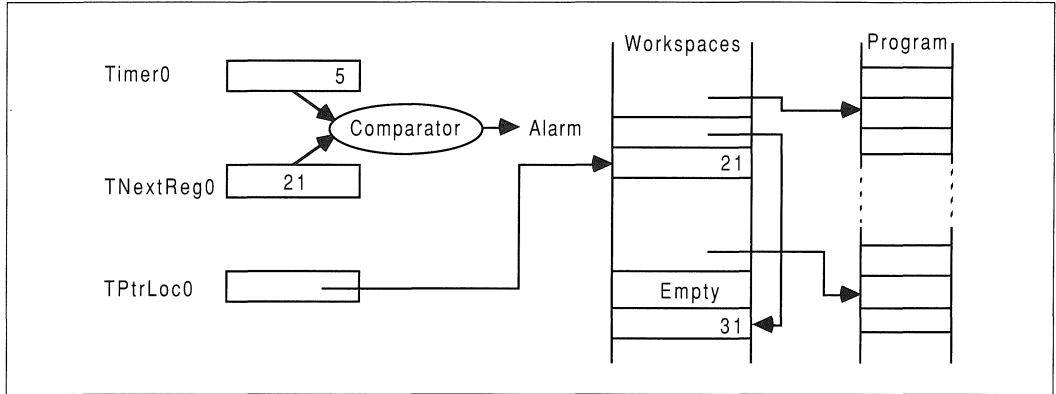 Workspaces
Program
Timer0
5
Comparator
Alarm
TNextReg0
21
21
TPtrLoc0
Empty
31